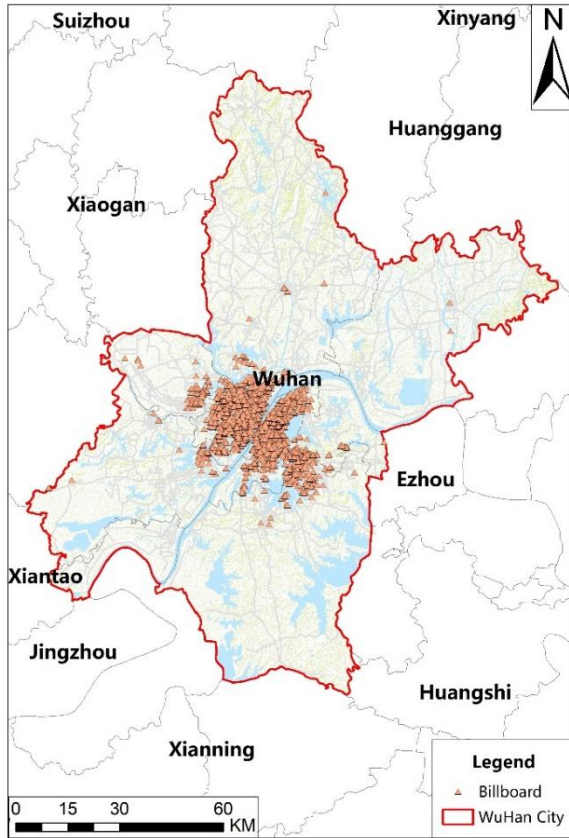 Suizhou
Xinyang
N
Huanggang
Xiaogan
Wuhan
Ezhou
Xiantao
Jingzhou
Huangshi
Xianning
Legend
Billboard
WuHan City
0 15 30 60
KM